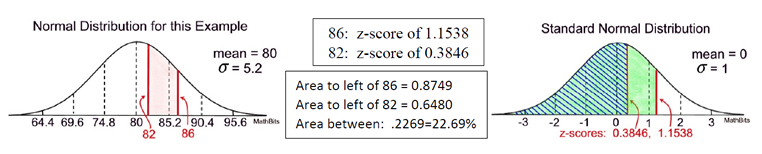 Normal Distribution for this Example
mean = 80
σ = 5.2
64.4 69.6 74.8 80 85.2 90.4 95.6 MathBits
82 86
86: z-score of 1.1538
82: z-score of 0.3846
Area to left of 86 = 0.8749
Area to left of 82 = 0.6480
Area between: .2269=22.69%
Standard Normal Distribution
mean = 0
σ = 1
-3 -2 -1 0 1 2 3 MathBits
z-scores: 0.3846, 1.1538